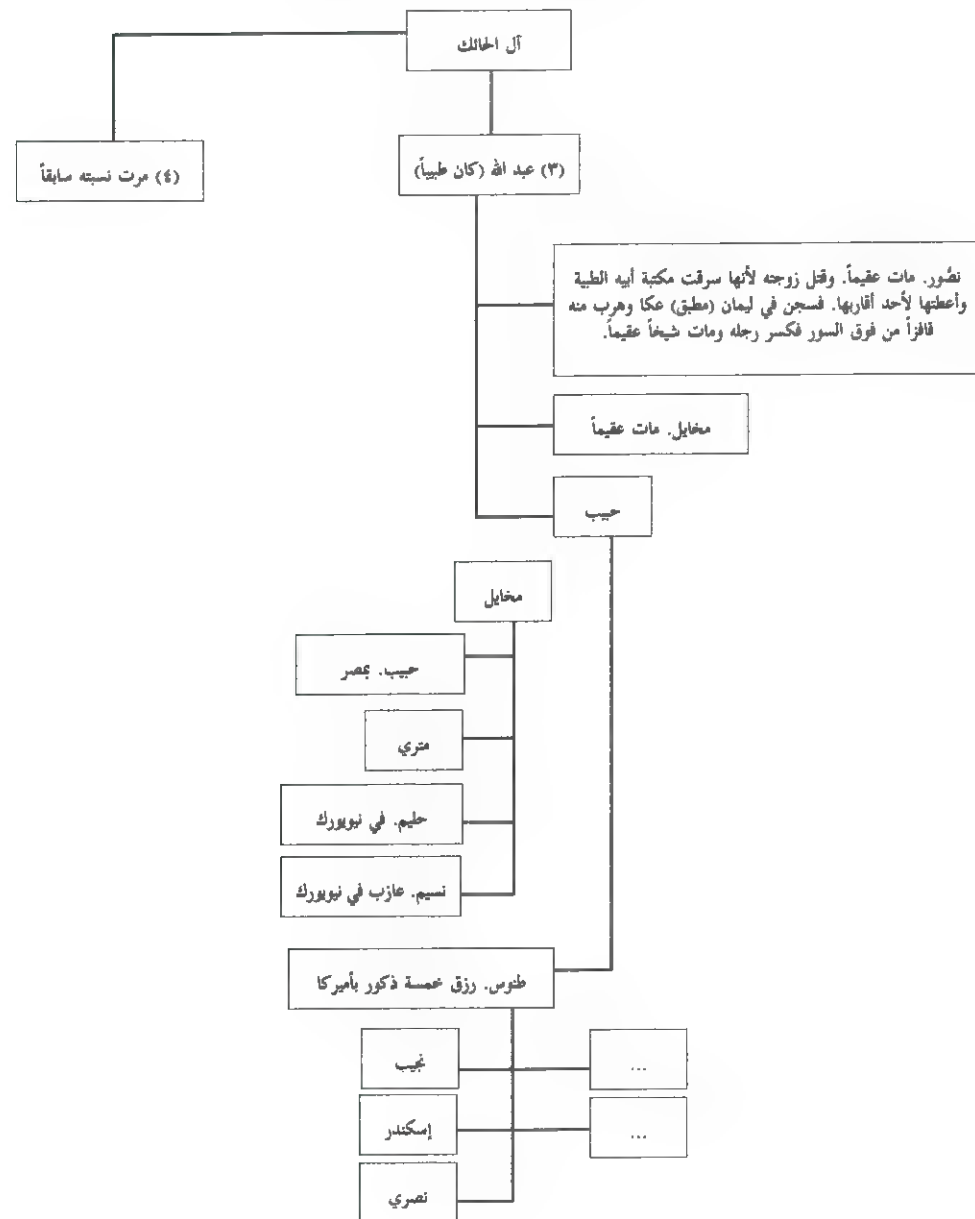 آل الحائك
(٣) عبد الله (كان طبيباً)
(٤) مرت نسبته سابقاً
نصُّور. مات عقيماً. وقتل زوجته لأنها سرقت مكتبة أبيه الطبية
وأعطتها لأحد أقاربها. فسجن في ليمان (مطبق) عكا وهرب منه
قافزاً من فوق السور فكسر رجله ومات شيخاً عقيماً.
مخايل. مات عقيماً
حبيب
مخايل
حبيب. بمصر
متري
حليم. في نيويورك
نسيم. عازب في نيويورك
طنوس. رزق خمسة ذكور بأميركا
نجيب
...
إسكندر
...
نصري